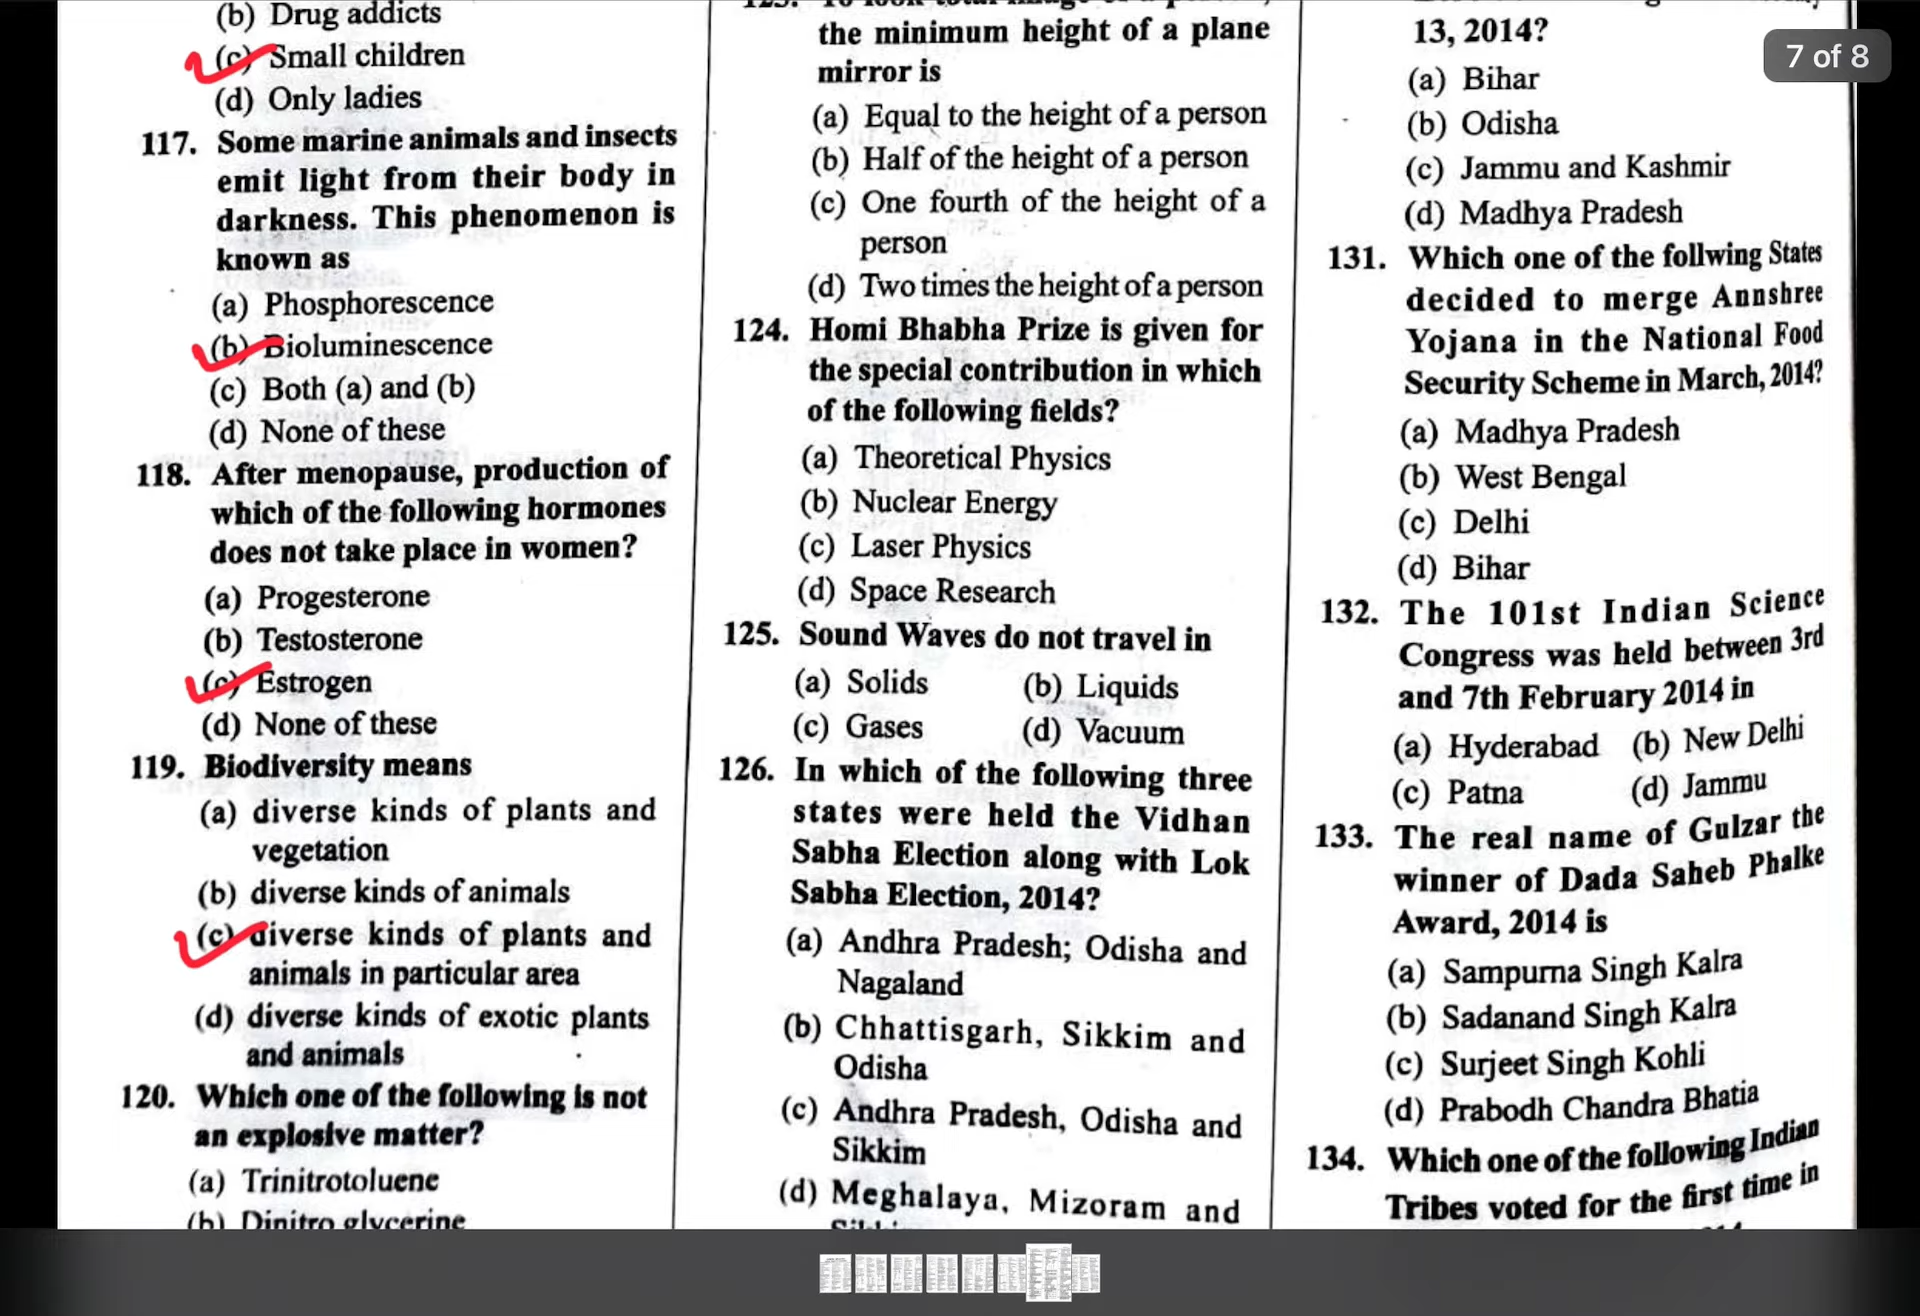 (b) Drug addicts
(c) Small children
(d) Only ladies
117. Some marine animals and insects
emit light from their body in
darkness. This phenomenon is
known as
(a) Phosphorescence
(b) Bioluminescence
(c) Both (a) and (b)
(d) None of these
118. After menopause, production of
which of the following hormones
does not take place in women?
(a) Progesterone
(b) Testosterone
(c) Estrogen
(d) None of these
119. Biodiversity means
(a) diverse kinds of plants and
vegetation
(b) diverse kinds of animals
(c) diverse kinds of plants and
animals in particular area
(d) diverse kinds of exotic plants
and animals
120. Which one of the following is not
an explosive matter?
(a) Trinitrotoluene
(b) Dinitro glycerine
the minimum height of a plane
mirror is
(a) Equal to the height of a person
(b) Half of the height of a person
(c) One fourth of the height of a
person
(d) Two times the height of a person
124. Homi Bhabha Prize is given for
the special contribution in which
of the following fields?
(a) Theoretical Physics
(b) Nuclear Energy
(c) Laser Physics
(d) Space Research
125. Sound Waves do not travel in
(a) Solids (b) Liquids
(c) Gases (d) Vacuum
126. In which of the following three
states were held the Vidhan
Sabha Election along with Lok
Sabha Election, 2014?
(a) Andhra Pradesh; Odisha and
Nagaland
(b) Chhattisgarh, Sikkim and
Odisha
(c) Andhra Pradesh, Odisha and
Sikkim
(d) Meghalaya, Mizoram and
13, 2014?
(a) Bihar
(b) Odisha
(c) Jammu and Kashmir
(d) Madhya Pradesh
131. Which one of the follwing States
decided to merge Annshree
Yojana in the National Food
Security Scheme in March, 2014?
(a) Madhya Pradesh
(b) West Bengal
(c) Delhi
(d) Bihar
132. The 101st Indian Science
Congress was held between 3rd
and 7th February 2014 in
(a) Hyderabad (b) New Delhi
(c) Patna (d) Jammu
133. The real name of Gulzar the
winner of Dada Saheb Phalke
Award, 2014 is
(a) Sampurna Singh Kalra
(b) Sadanand Singh Kalra
(c) Surjeet Singh Kohli
(d) Prabodh Chandra Bhatia
134. Which one of the following Indian
Tribes voted for the first time in
7 of 8